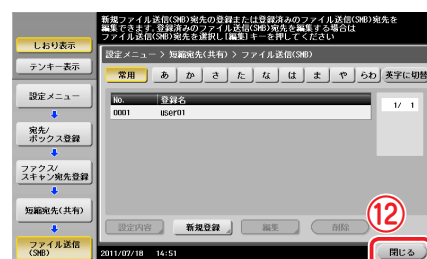 新規ファイル送信(SMB)宛先の登録または登録済みのファイル送信(SMB)宛先を
編集できます。登録済みのファイル送信(SMB)宛先を編集する場合は
ファイル送信(SMB)宛先を選択し[編集]キーを押してください
しおり表示
テンキー表示
設定メニュー
宛先/
ボックス登録
ファクス/
スキャン宛先登録
短縮宛先(共有)
ファイル送信
(SMB)
設定メニュー > 短縮宛先(共有) > ファイル送信(SMB)
常用 あ か さ た な は ま や らわ 英字に切替
No. 登録名
0001 user01
1/ 1
設定内容 新規登録 編集 削除
⑫
2011/07/18 14:51
閉じる